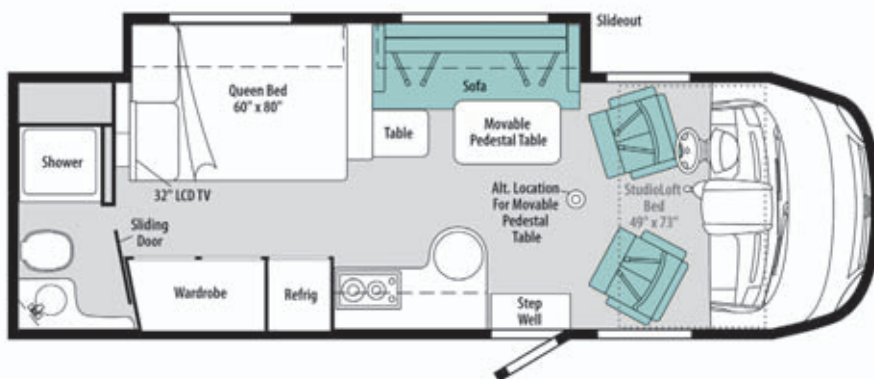 Slideout
Queen Bed
60" x 80"
Sofa
Table
Movable
Pedestal Table
Shower
32" LCD TV
Alt. Location
For Movable
Pedestal
Table
StudioLoft
Bed
49" x 73"
Sliding
Door
Wardrobe
Refrig
Step
Well